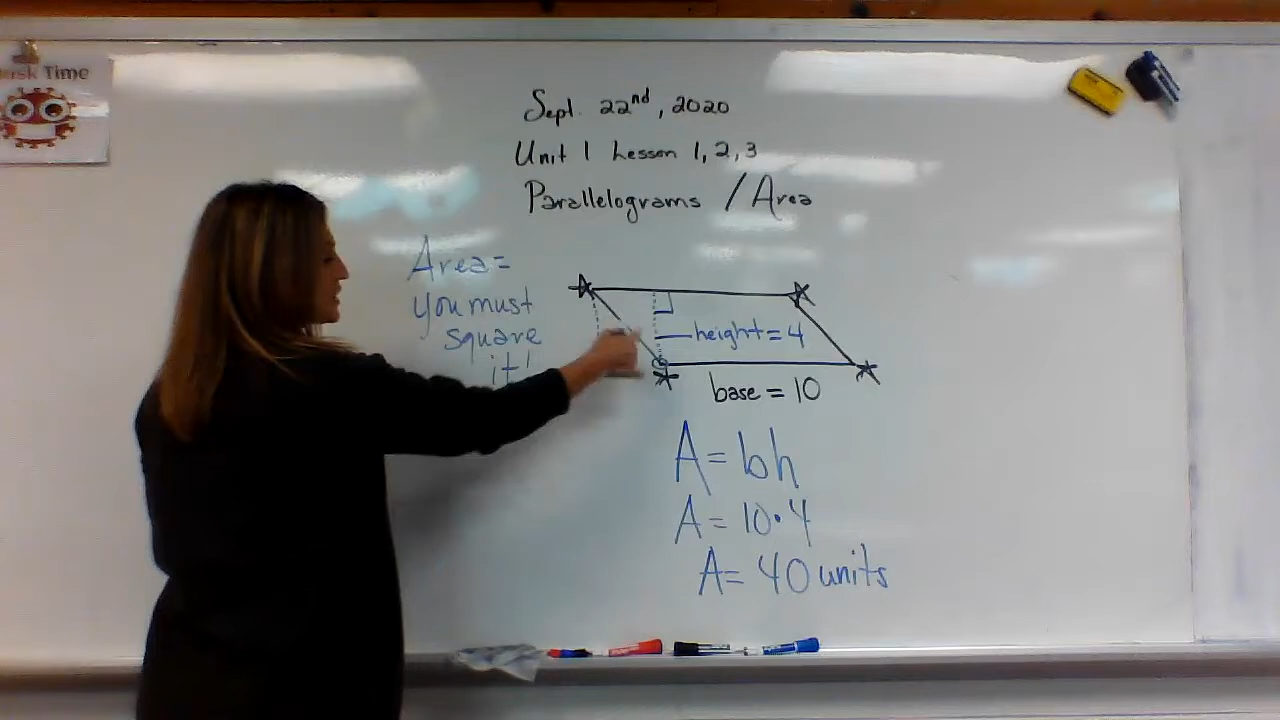 ask Time
Sept. 22nd, 2020
Unit 1 Lesson 1, 2, 3
Parallelograms / Area
Area =
you must
square
it!
height = 4
base = 10
A = bh
A = 10 • 4
A = 40 units